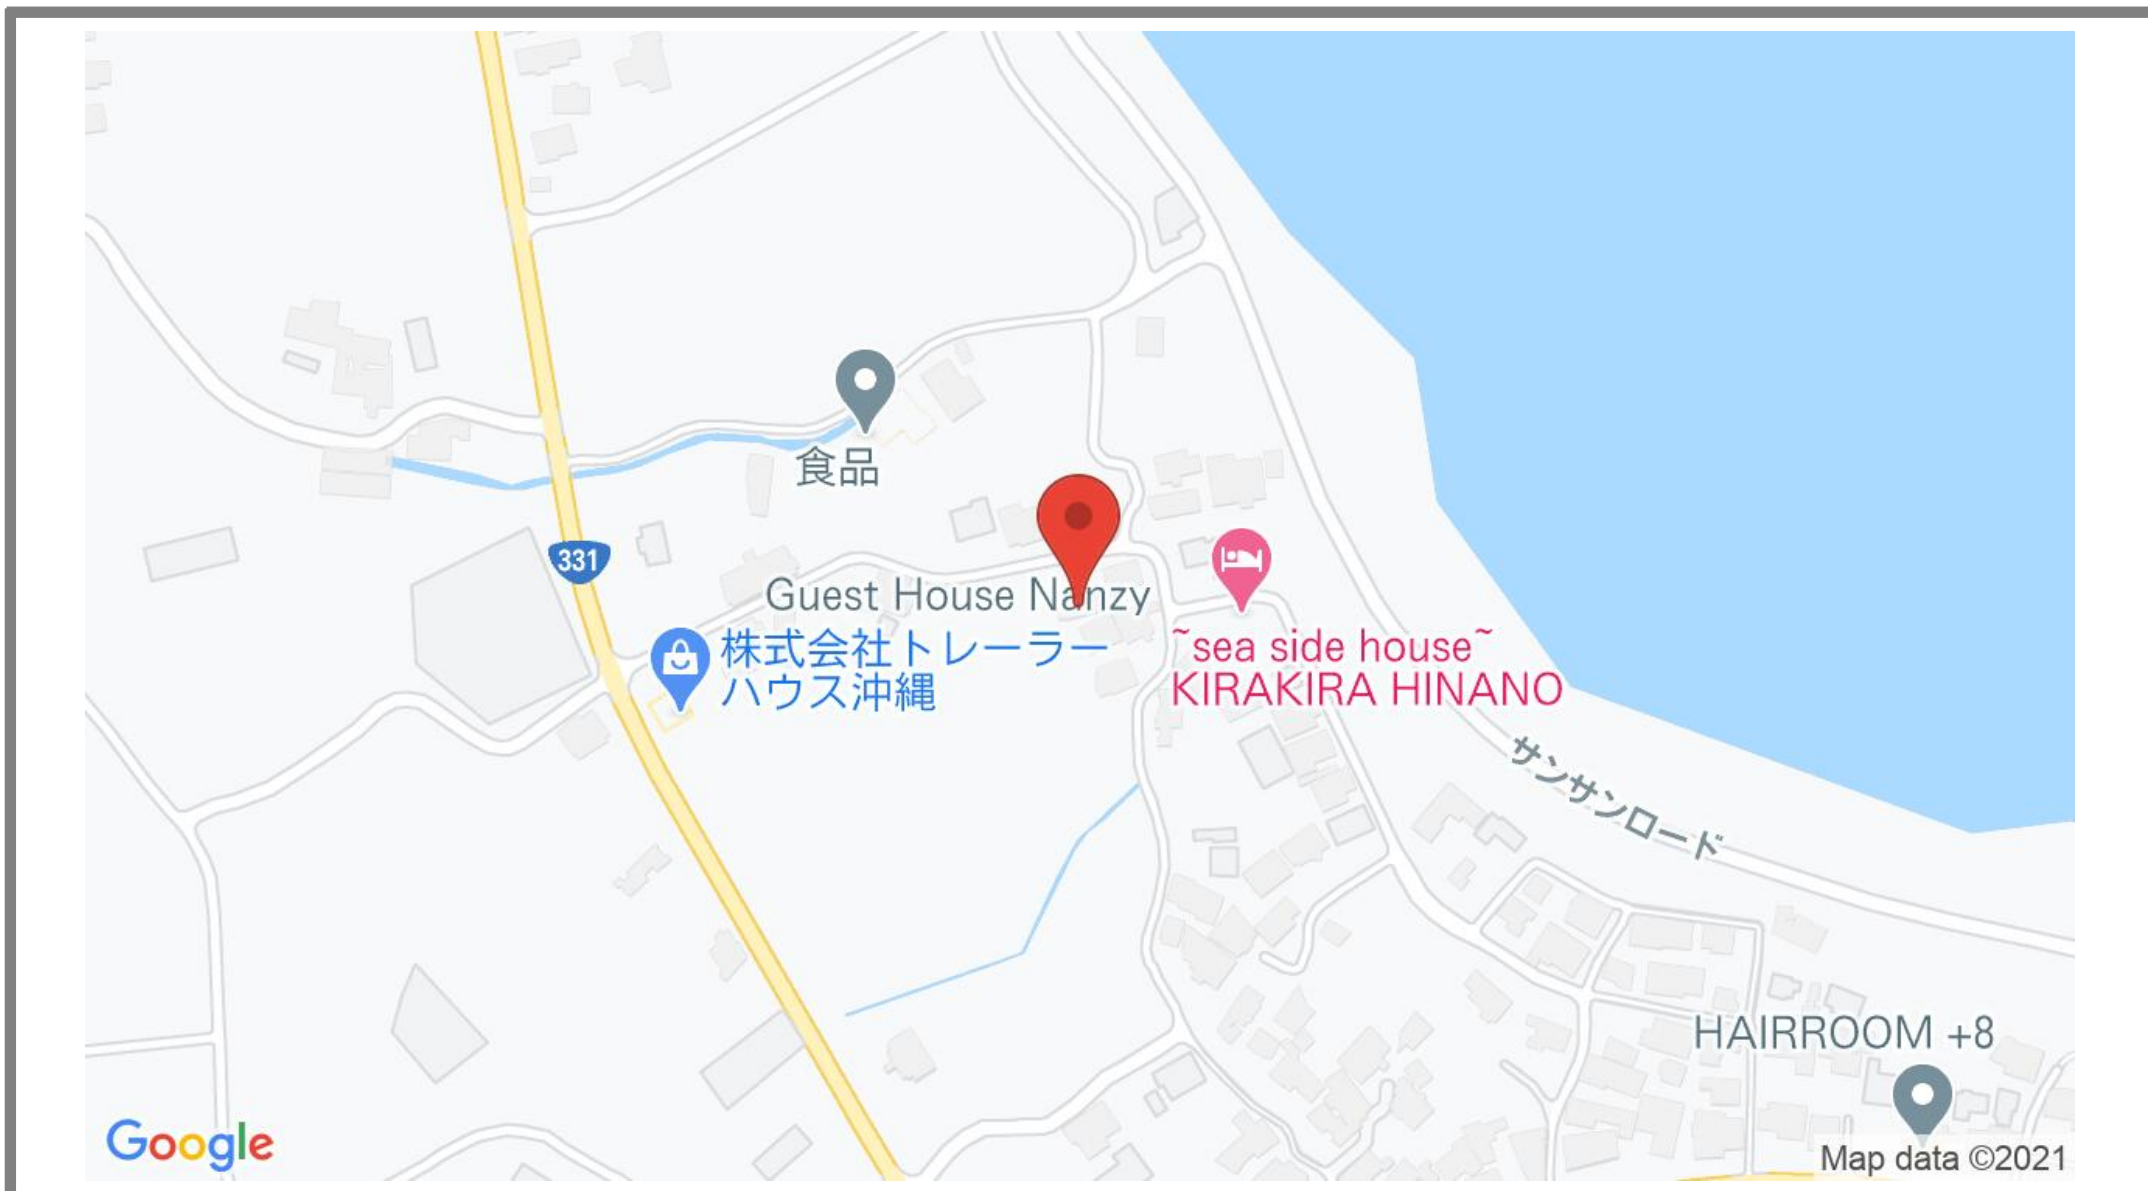 食品
331
Guest House Nanzy
株式会社トレーラー
ハウス沖縄
~sea side house~
KIRAKIRA HINANO
サンサンロード
HAIRROOM +8
Google
Map data ©2021